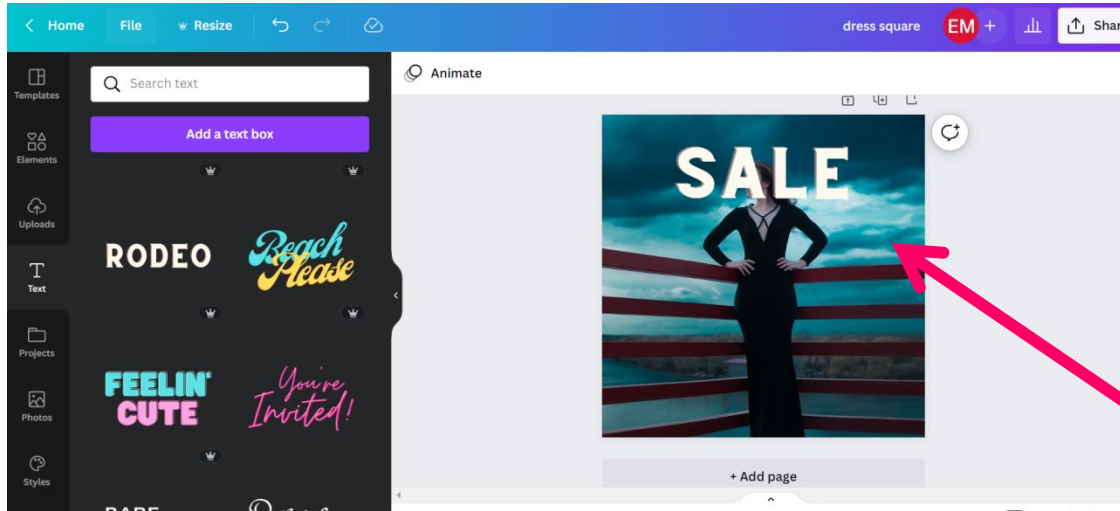 Home File Resize dress square EM + Shar
Animate
Templates
Elements
Uploads
Text
Projects
Photos
Styles
Search text
Add a text box
RODEO
Beach
Please
FEELIN'
CUTE
You're
Invited!
SALE
+ Add page